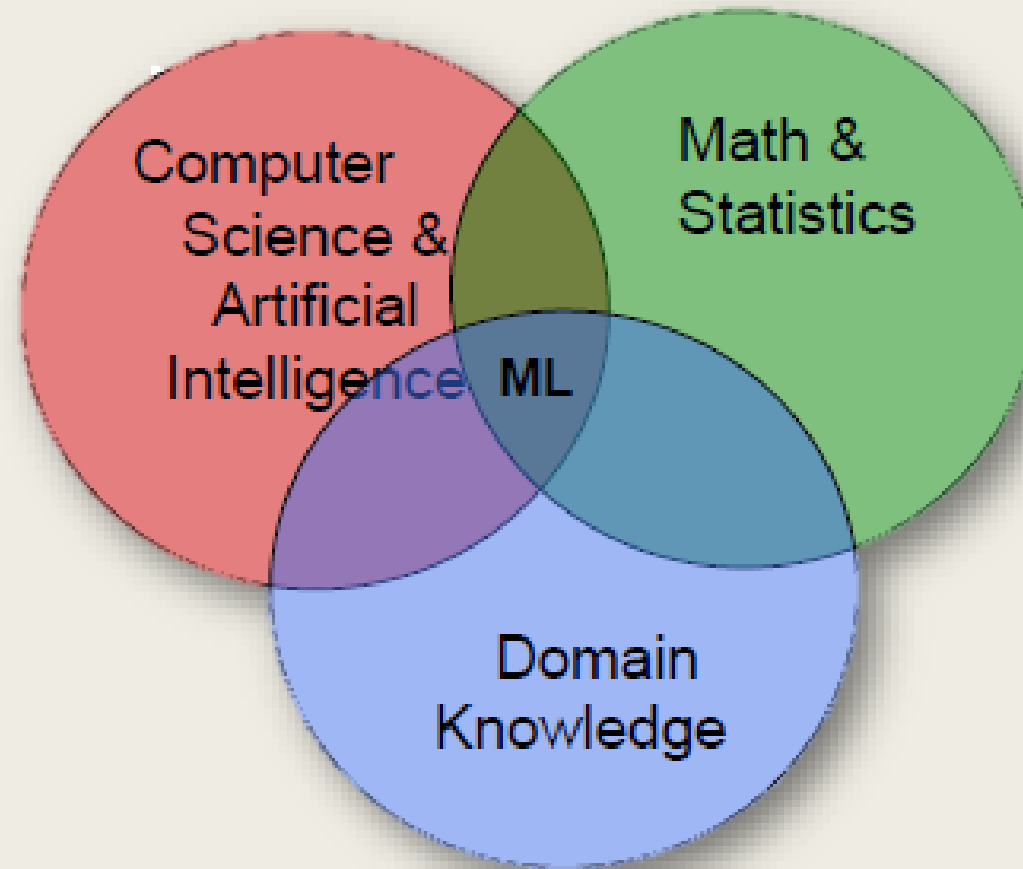 Computer
Science &
Artificial
Intelligence
Math &
Statistics
ML
Domain
Knowledge